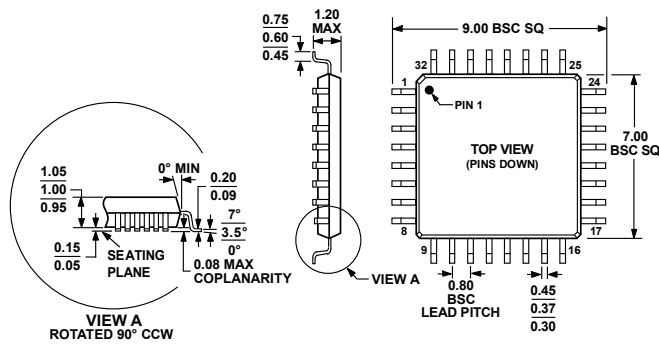 0.75
0.60
0.45
1.20
MAX
9.00 BSC SQ
32
25
1
24
PIN 1
TOP VIEW
(PINS DOWN)
7.00
BSC SQ
8
17
9
16
0.80
BSC
LEAD PITCH
0.45
0.37
0.30
VIEW A
1.05
1.00
0.95
0° MIN
0.20
0.09
7°
3.5°
0°
0.15
0.05
SEATING
PLANE
0.08 MAX
COPLANARITY
VIEW A
ROTATED 90° CCW